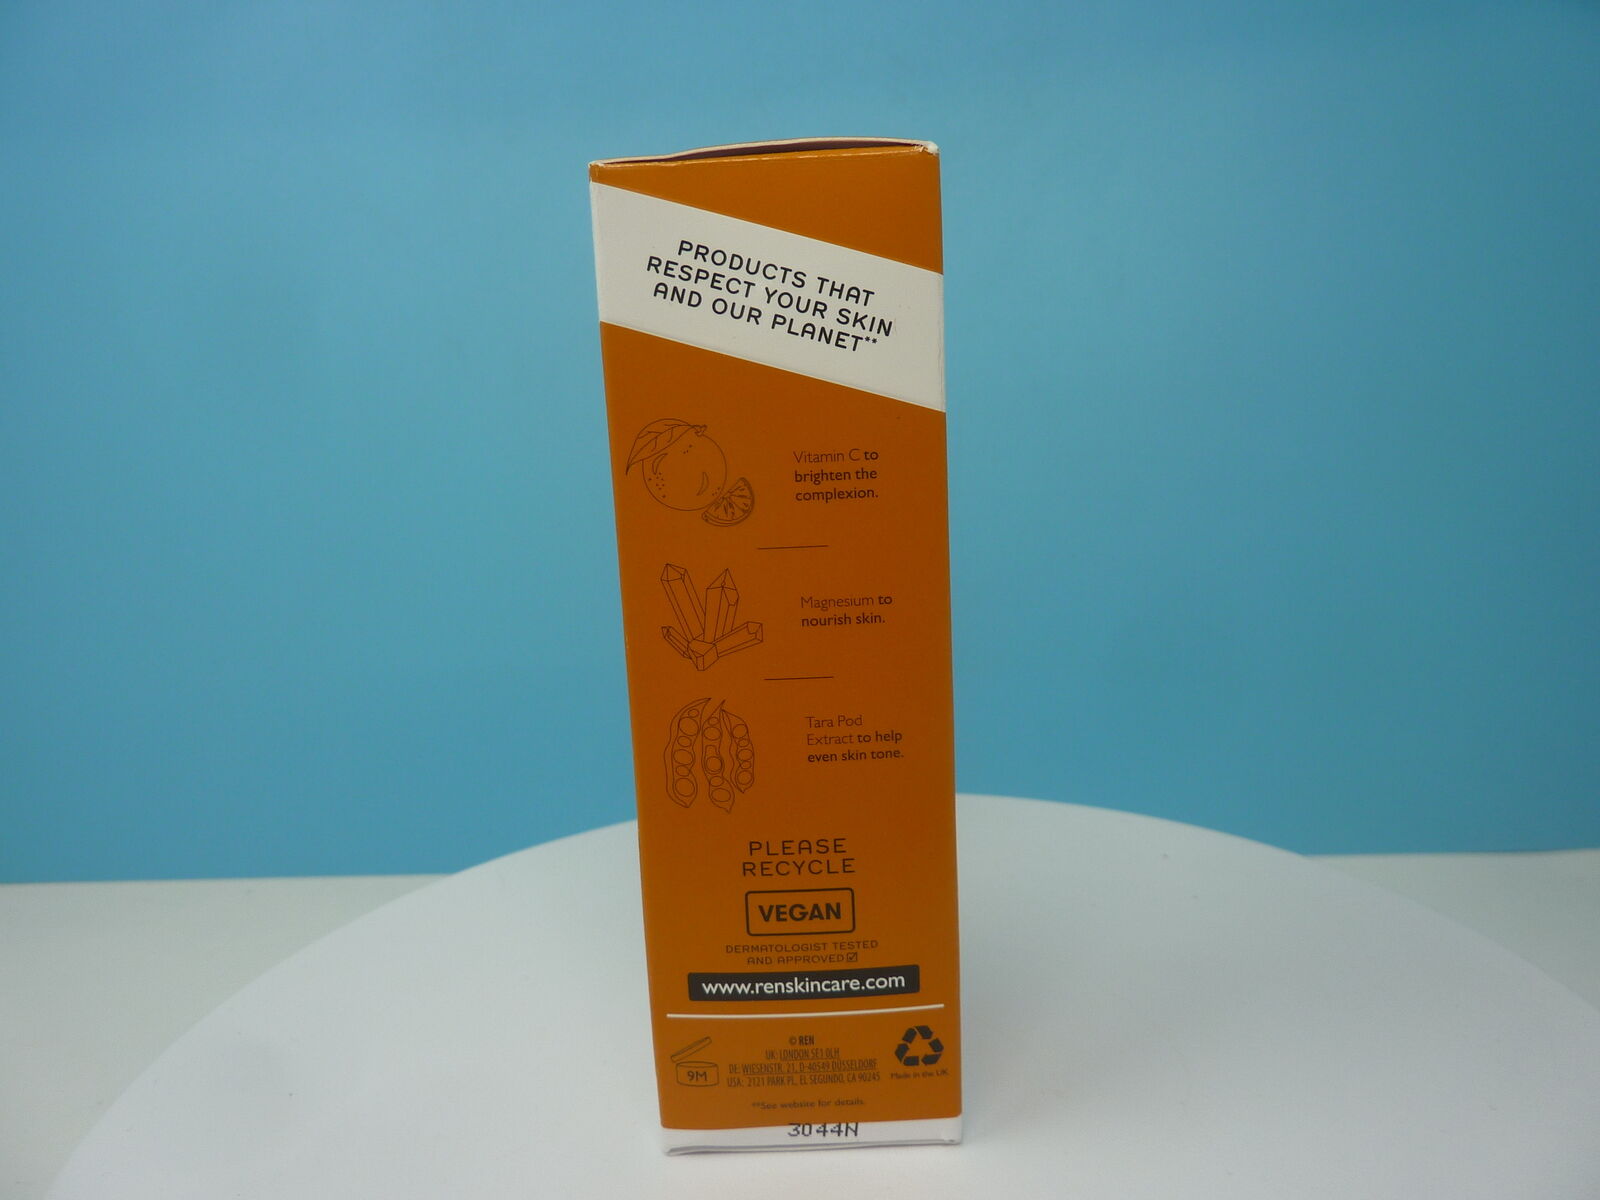 PRODUCTS THAT
RESPECT YOUR SKIN
AND OUR PLANET**
Vitamin C to
brighten the
complexion.
Magnesium to
nourish skin.
Tara Pod
Extract to help
even skin tone.
PLEASE
RECYCLE
VEGAN
DERMATOLOGIST TESTED
AND APPROVED
www.renskincare.com
9M
© REN
UK: LONDON SE1 0LH
DE: WIESENSTR. 21, D-40549 DÜSSELDORF
USA: 2121 PARK PL, EL SEGUNDO, CA 90245
Made in the UK
**See website for details.
3044N